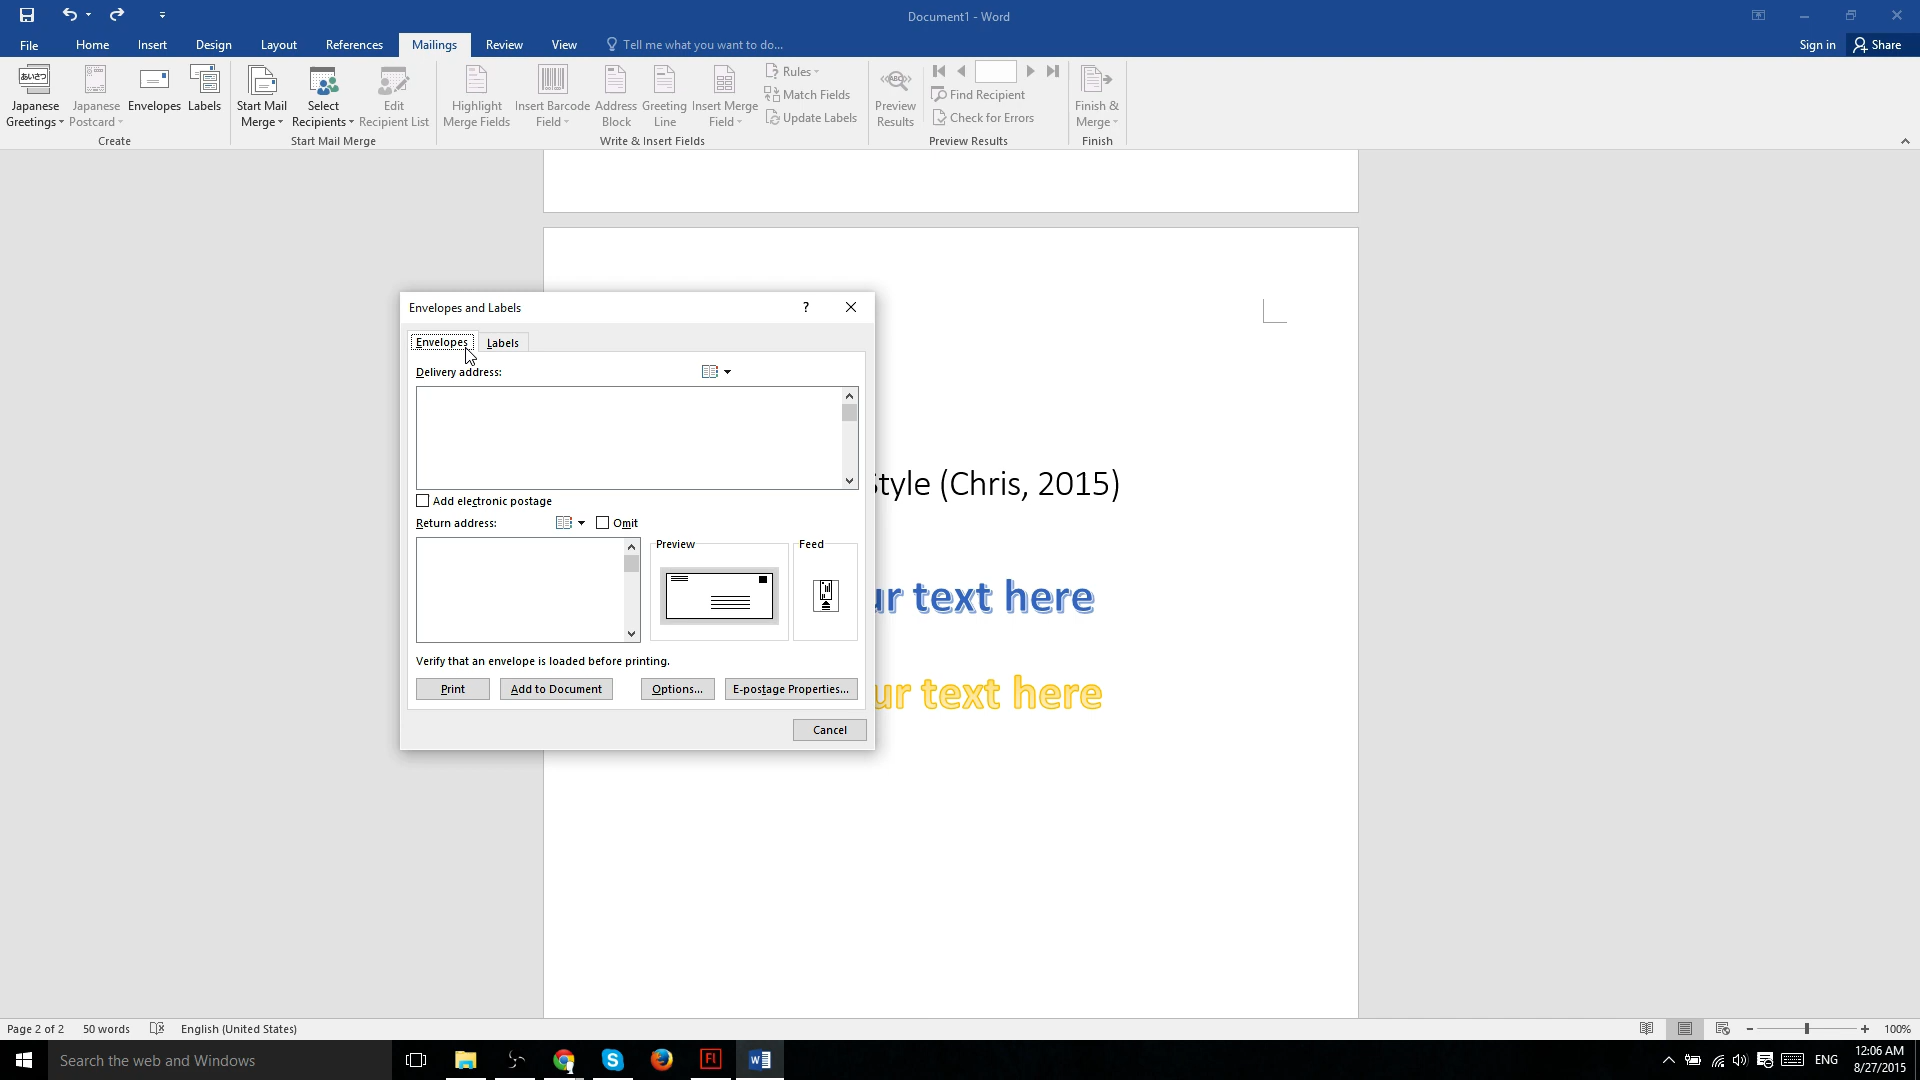 Document1 - Word
File Home Insert Design Layout References Mailings Review View Tell me what you want to do... Sign in Share
Japanese Greetings
Japanese Postcard
Envelopes
Labels
Create
Start Mail Merge
Select Recipients
Edit Recipient List
Start Mail Merge
Highlight Merge Fields
Insert Barcode Field
Address Block
Greeting Line
Insert Merge Field
Rules
Match Fields
Update Labels
Write & Insert Fields
ABC
Preview Results
Find Recipient
Check for Errors
Preview Results
Finish & Merge
Finish
Envelopes and Labels ?
Envelopes Labels
Delivery address:
Add electronic postage
Return address: Omit
Preview Feed
Verify that an envelope is loaded before printing.
Print Add to Document Options... E-postage Properties...
Cancel
Style (Chris, 2015)
ur text here
ur text here
Page 2 of 2 50 words English (United States) 100%
Search the web and Windows
Fl
W
ENG
12:06 AM
8/27/2015